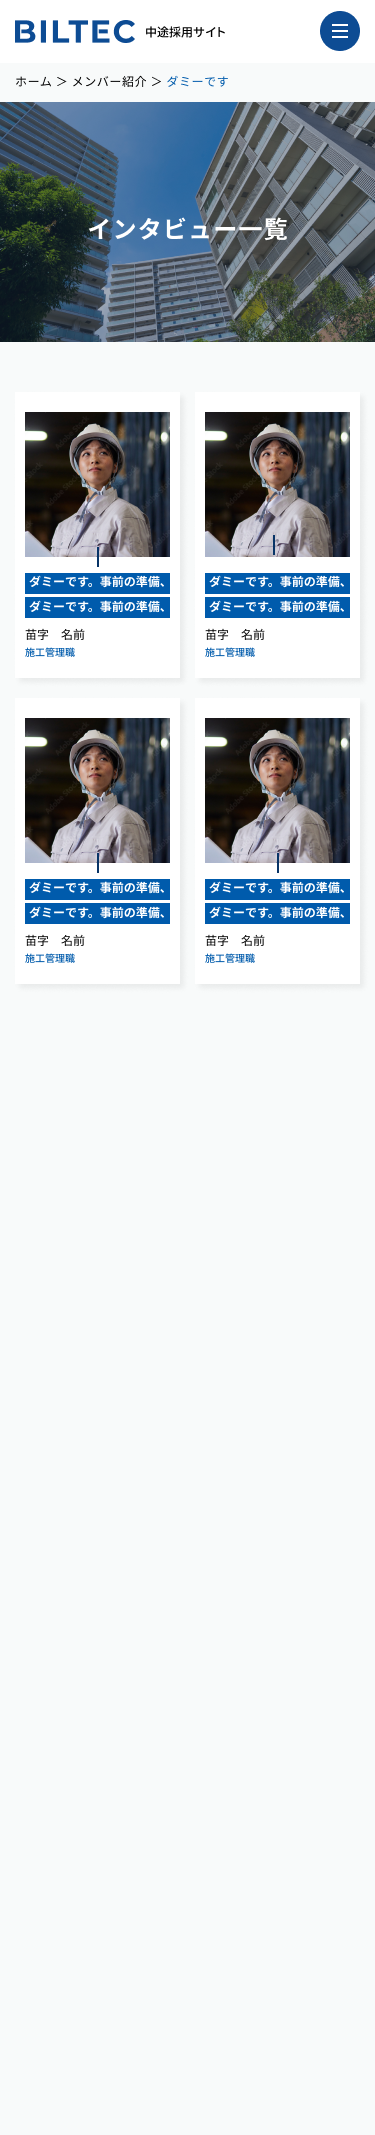 BILTEC 中途採用サイト
ホーム ＞ メンバー紹介 ＞ ダミーです
インタビュー一覧
ダミーです。事前の準備、
ダミーです。事前の準備、
苗字　名前
施工管理職
ダミーです。事前の準備、
ダミーです。事前の準備、
苗字　名前
施工管理職
ダミーです。事前の準備、
ダミーです。事前の準備、
苗字　名前
施工管理職
ダミーです。事前の準備、
ダミーです。事前の準備、
苗字　名前
施工管理職